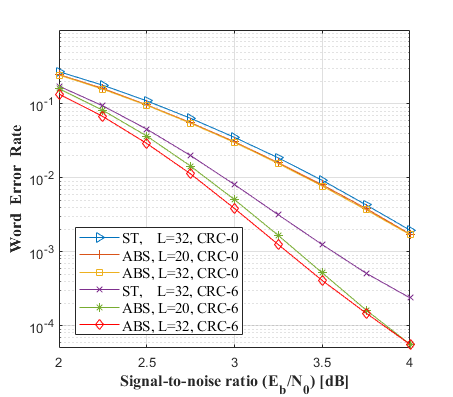 10^-1
10^-2
10^-3
10^-4
Word Error Rate
ST, L=32, CRC-0
ABS, L=20, CRC-0
ABS, L=32, CRC-0
ST, L=32, CRC-6
ABS, L=20, CRC-6
ABS, L=32, CRC-6
2 2.5 3 3.5 4
Signal-to-noise ratio (E_b/N_0) [dB]